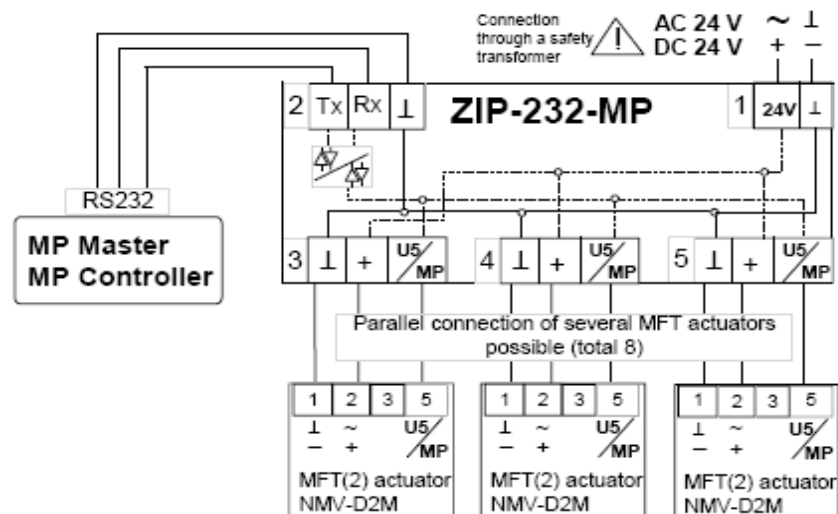 Connection
through a safety
transformer
! AC 24 V ~ ⊥
DC 24 V + −
2 Tx Rx ⊥ ZIP-232-MP 1 24V ⊥
RS232
MP Master
MP Controller
3 ⊥ + U5/MP 4 ⊥ + U5/MP 5 ⊥ + U5/MP
Parallel connection of several MFT actuators
possible (total 8)
1 2 3 5 1 2 3 5 1 2 3 5
⊥ ~ U5/MP ⊥ ~ U5/MP ⊥ ~ U5/MP
− + − + − +
MFT(2) actuator MFT(2) actuator MFT(2) actuator
NMV-D2M NMV-D2M NMV-D2M